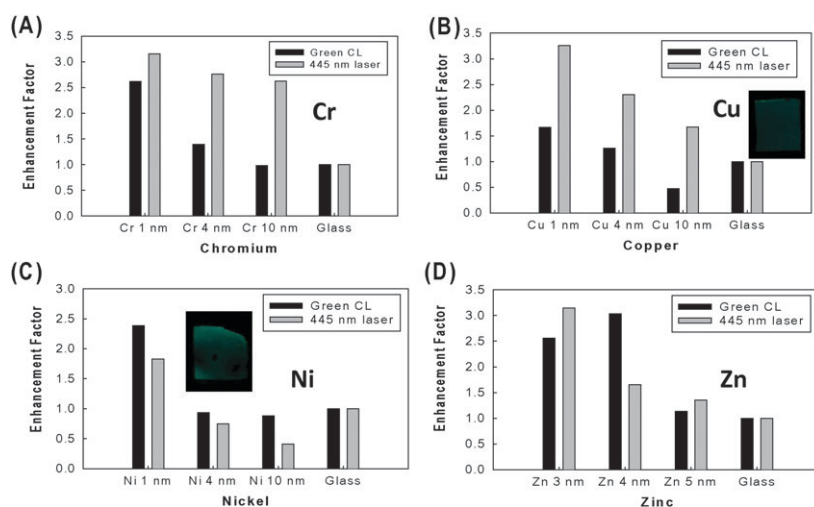 (A)
3.5
3.0
2.5
2.0
1.5
1.0
0.5
0.0
Enhancement Factor
Green CL
445 nm laser
Cr
Cr 1 nm Cr 4 nm Cr 10 nm Glass
Chromium
(B)
3.5
3.0
2.5
2.0
1.5
1.0
0.5
0.0
Enhancement Factor
Green CL
445 nm laser
Cu
Cu 1 nm Cu 4 nm Cu 10 nm Glass
Copper
(C)
3.0
2.5
2.0
1.5
1.0
0.5
0.0
Enhancement Factor
Green CL
445 nm laser
Ni
Ni 1 nm Ni 4 nm Ni 10 nm Glass
Nickel
(D)
3.5
3.0
2.5
2.0
1.5
1.0
0.5
0.0
Enhancement Factor
Green CL
445 nm laser
Zn
Zn 3 nm Zn 4 nm Zn 5 nm Glass
Zinc